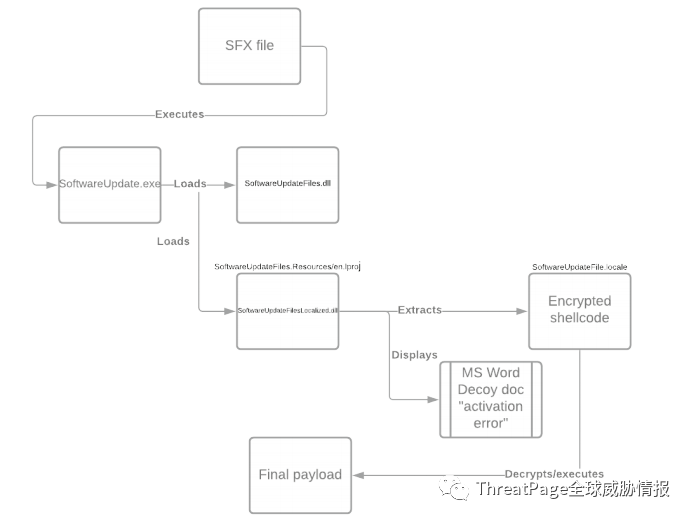 SFX file
Executes
SoftwareUpdate.exe
Loads
SoftwareUpdateFiles.dll
Loads
SoftwareUpdateFiles.Resources/en.lproj
SoftwareUpdateFile.locale
SoftwareUpdateFilesLocalized.dll
Extracts
Encrypted
shellcode
Displays
MS Word
Decoy doc
"activation
error"
Final payload
Decrypts/executes
ThreatPage全球威胁情报